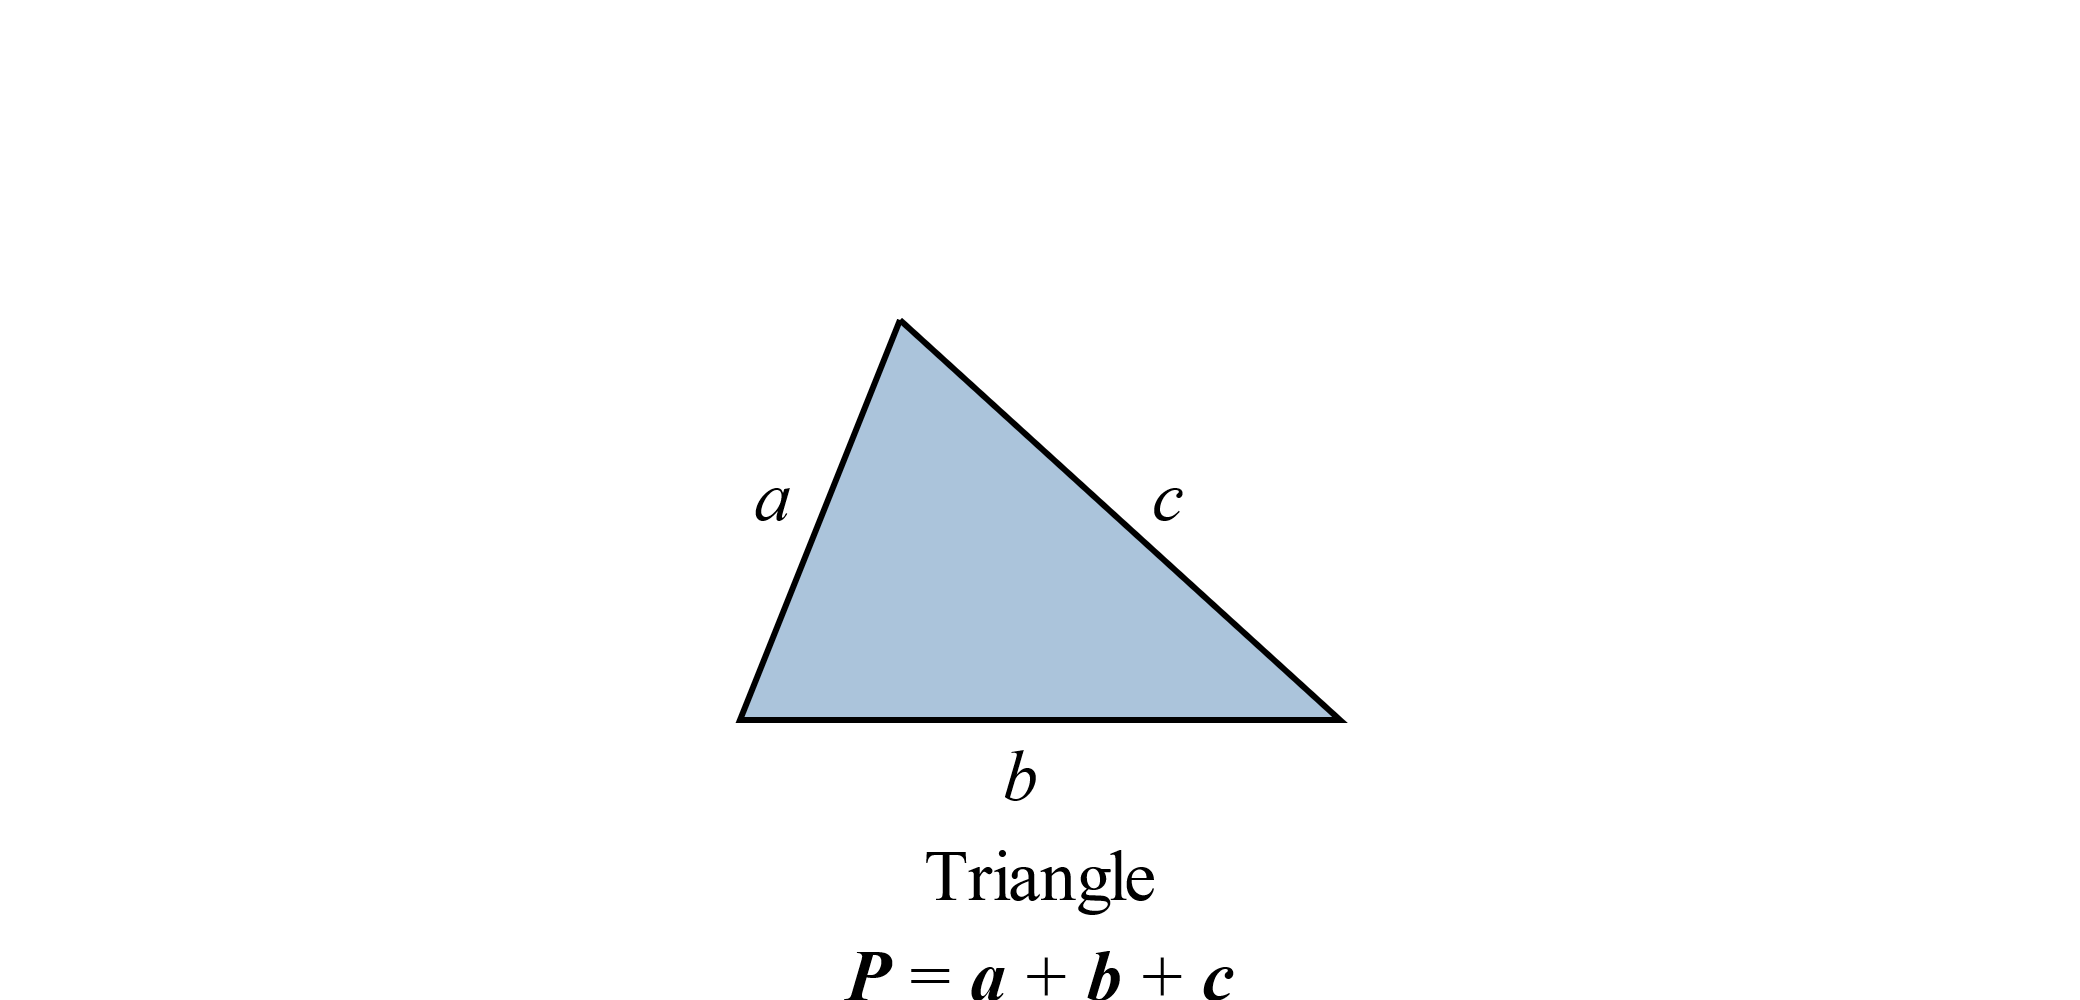 a
c
b
Triangle
P = a + b + c